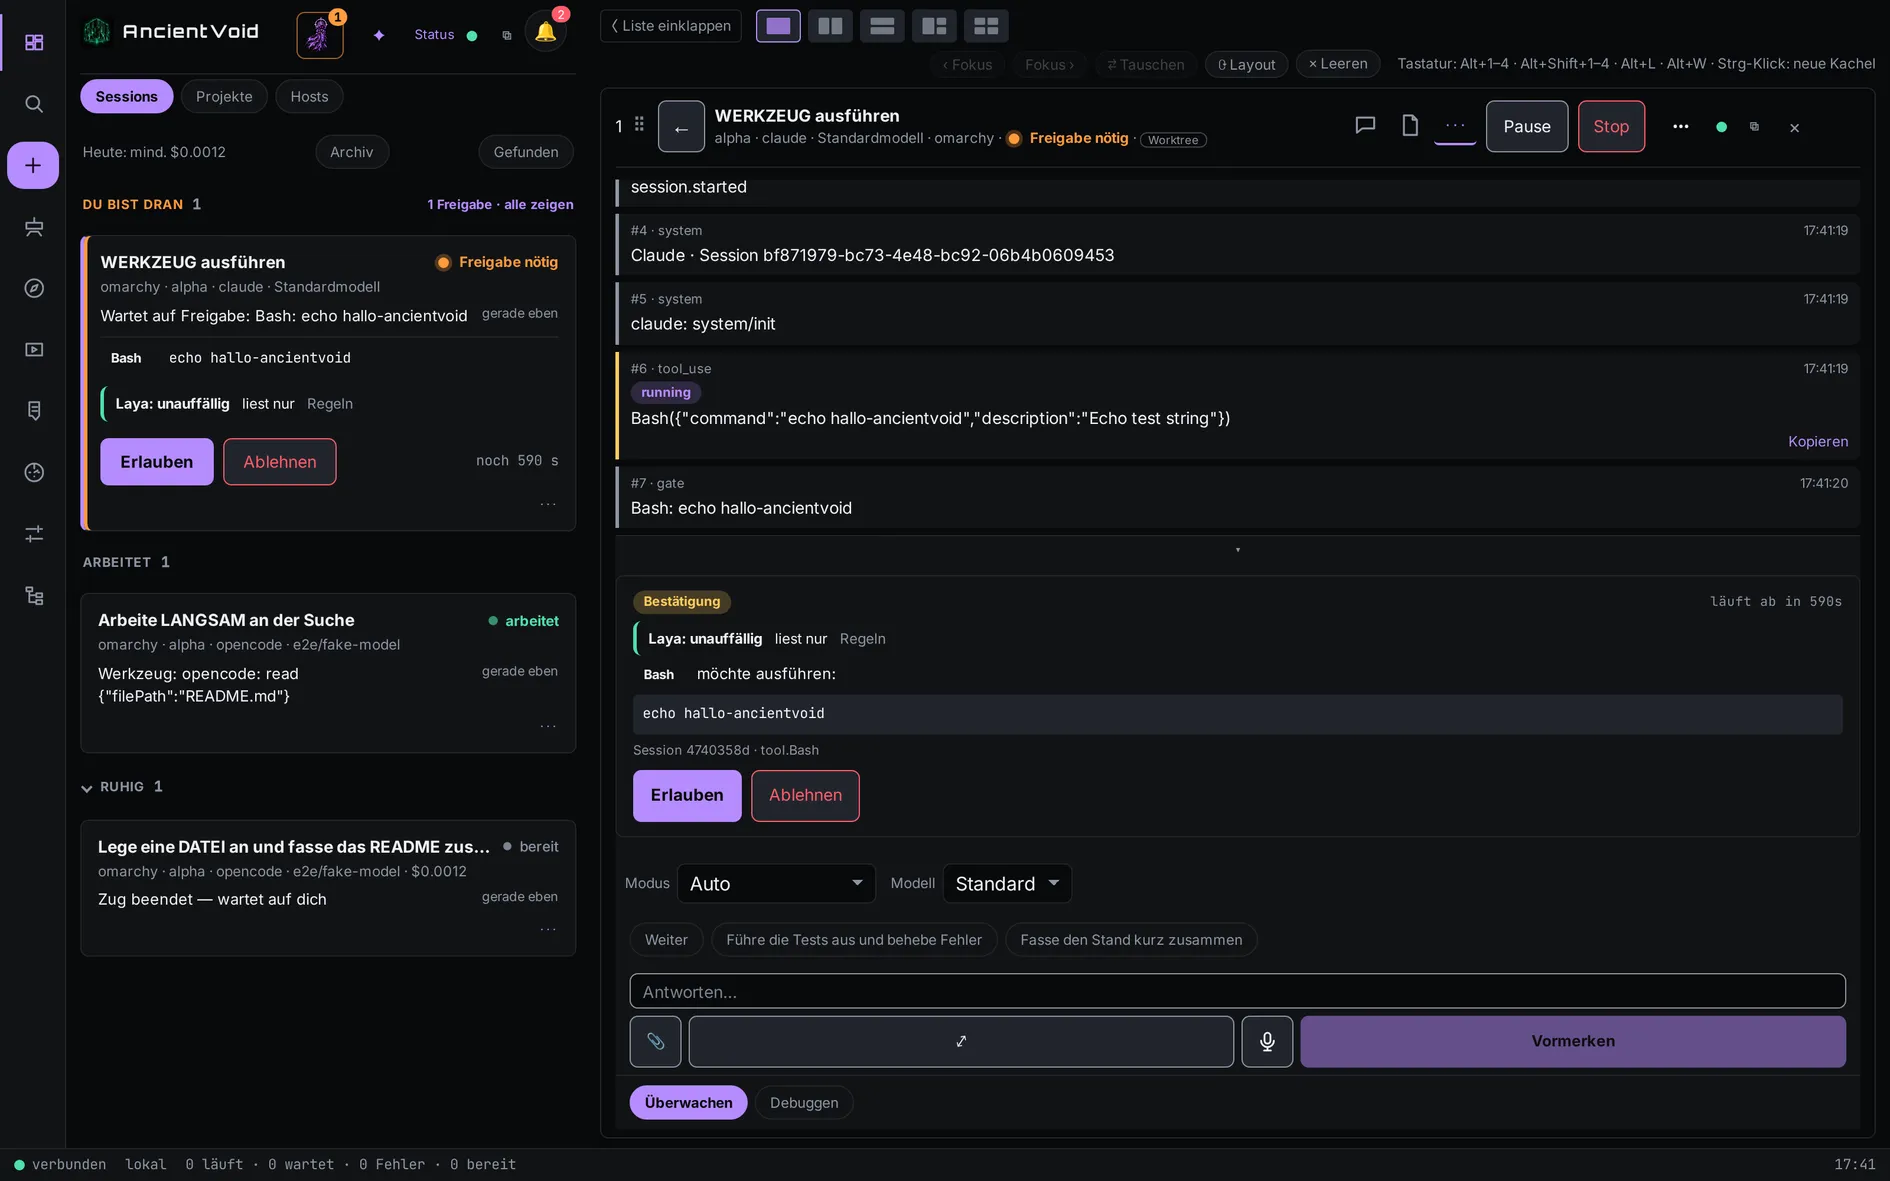 AncientVoid
1
Status
2
Sessions
Projekte
Hosts
Heute: mind. $0.0012
Archiv
Gefunden
DU BIST DRAN 1
1 Freigabe · alle zeigen
WERKZEUG ausführen
Freigabe nötig
omarchy · alpha · claude · Standardmodell
Wartet auf Freigabe: Bash: echo hallo-ancientvoid
gerade eben
Bash echo hallo-ancientvoid
Laya: unauffällig liest nur Regeln
Erlauben
Ablehnen
noch 590 s
...
ARBEITET 1
Arbeite LANGSAM an der Suche
arbeitet
omarchy · alpha · opencode · e2e/fake-model
Werkzeug: opencode: read
gerade eben
{"filePath":"README.md"}
...
RUHIG 1
Lege eine DATEI an und fasse das README zus...
bereit
omarchy · alpha · opencode · e2e/fake-model · $0.0012
Zug beendet — wartet auf dich
gerade eben
...
Liste einklappen
‹ Fokus
Fokus ›
⇄ Tauschen
Layout
× Leeren
Tastatur: Alt+1–4 · Alt+Shift+1–4 · Alt+L · Alt+W · Strg-Klick: neue Kachel
1
←
WERKZEUG ausführen
alpha · claude · Standardmodell · omarchy · Freigabe nötig · Worktree
...
Pause
Stop
•••
×
session.started
#4 · system
17:41:19
Claude · Session bf871979-bc73-4e48-bc92-06b4b0609453
#5 · system
17:41:19
claude: system/init
#6 · tool_use
17:41:19
running
Bash({"command":"echo hallo-ancientvoid","description":"Echo test string"})
Kopieren
#7 · gate
17:41:20
Bash: echo hallo-ancientvoid
Bestätigung
läuft ab in 590s
Laya: unauffällig liest nur Regeln
Bash möchte ausführen:
echo hallo-ancientvoid
Session 4740358d · tool.Bash
Erlauben
Ablehnen
Modus
Auto
Modell
Standard
Weiter
Führe die Tests aus und behebe Fehler
Fasse den Stand kurz zusammen
Antworten...
Vormerken
Überwachen
Debuggen
verbunden lokal 0 läuft · 0 wartet · 0 Fehler · 0 bereit
17:41